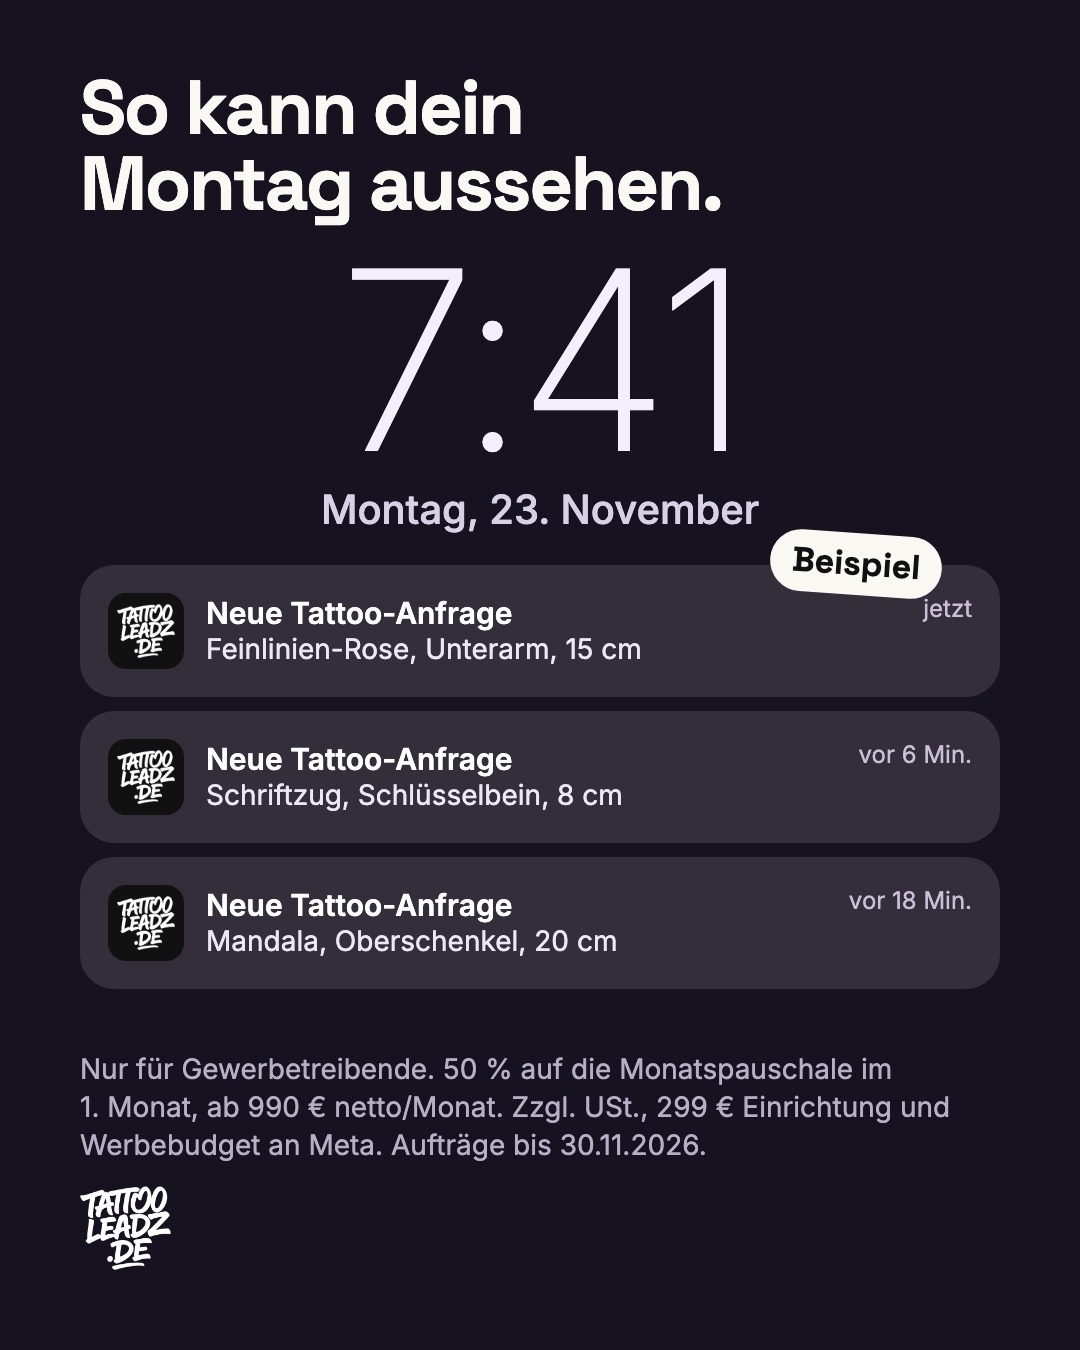 So kann dein
Montag aussehen.
7:41
Montag, 23. November
Beispiel
TATTOO
LEADZ
.DE
Neue Tattoo-Anfrage
jetzt
Feinlinien-Rose, Unterarm, 15 cm
TATTOO
LEADZ
.DE
Neue Tattoo-Anfrage
vor 6 Min.
Schriftzug, Schlüsselbein, 8 cm
TATTOO
LEADZ
.DE
Neue Tattoo-Anfrage
vor 18 Min.
Mandala, Oberschenkel, 20 cm
Nur für Gewerbetreibende. 50 % auf die Monatspauschale im
1. Monat, ab 990 € netto/Monat. Zzgl. USt., 299 € Einrichtung und
Werbebudget an Meta. Aufträge bis 30.11.2026.
TATTOO
LEADZ
.DE